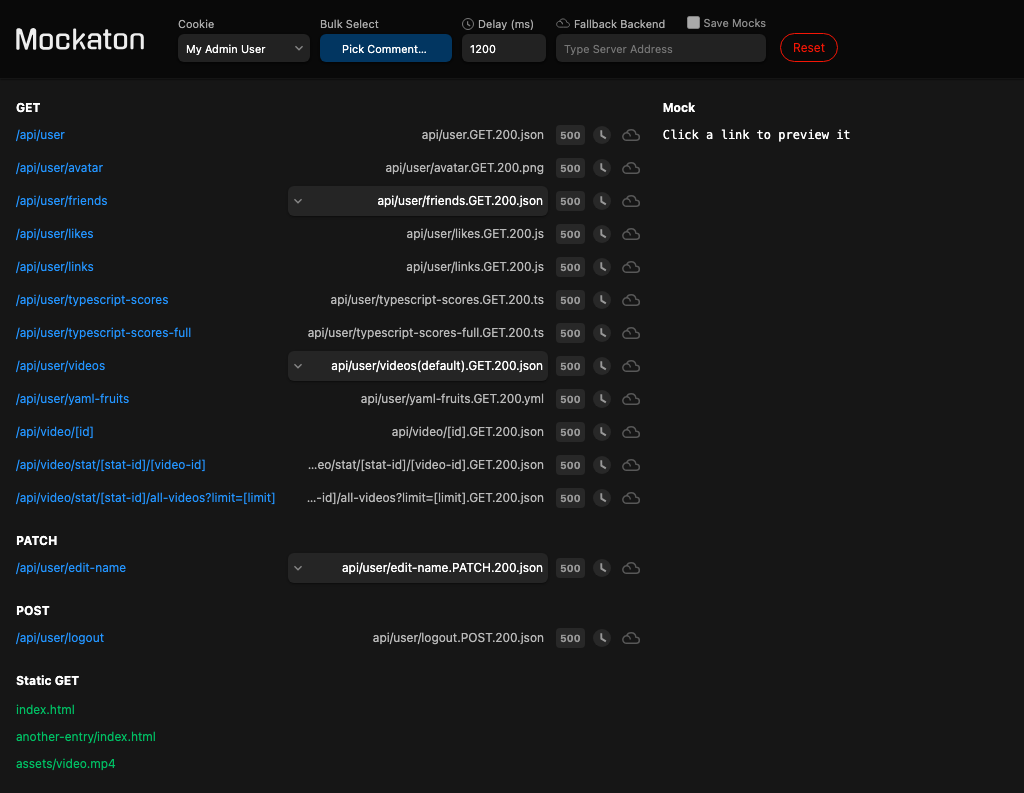 Mockaton
Cookie
My Admin User
Bulk Select
Pick Comment…
Delay (ms)
1200
Fallback Backend
Save Mocks
Type Server Address
Reset
GET
/api/user api/user.GET.200.json 500
/api/user/avatar api/user/avatar.GET.200.png 500
/api/user/friends api/user/friends.GET.200.json 500
/api/user/likes api/user/likes.GET.200.js 500
/api/user/links api/user/links.GET.200.js 500
/api/user/typescript-scores api/user/typescript-scores.GET.200.ts 500
/api/user/typescript-scores-full api/user/typescript-scores-full.GET.200.ts 500
/api/user/videos api/user/videos(default).GET.200.json 500
/api/user/yaml-fruits api/user/yaml-fruits.GET.200.yml 500
/api/video/[id] api/video/[id].GET.200.json 500
/api/video/stat/[stat-id]/[video-id] …eo/stat/[stat-id]/[video-id].GET.200.json 500
/api/video/stat/[stat-id]/all-videos?limit=[limit] …-id]/all-videos?limit=[limit].GET.200.json 500
PATCH
/api/user/edit-name api/user/edit-name.PATCH.200.json 500
POST
/api/user/logout api/user/logout.POST.200.json 500
Static GET
index.html
another-entry/index.html
assets/video.mp4
Mock
Click a link to preview it